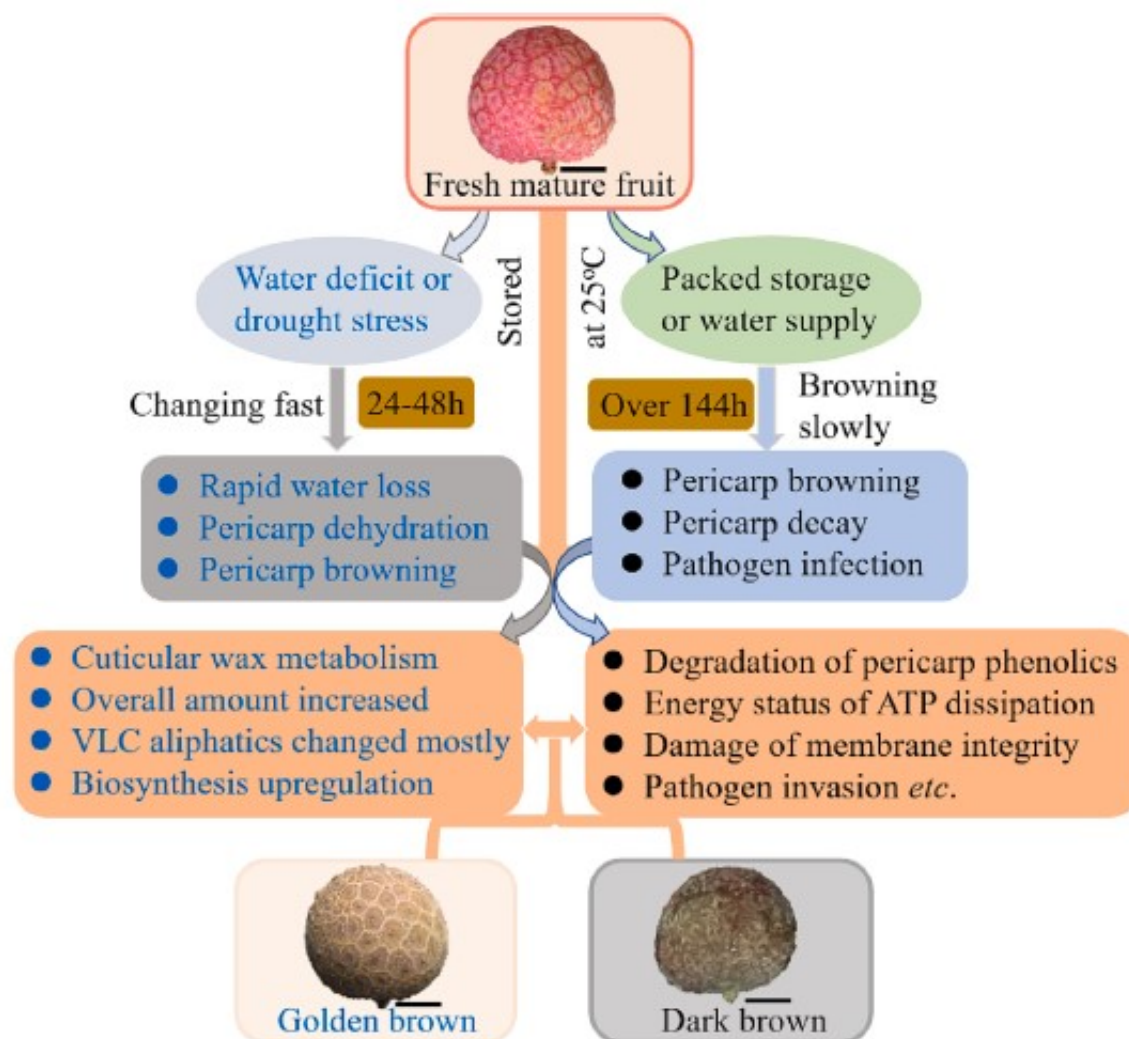 Fresh mature fruit
Stored
at 25°C
Water deficit or
drought stress
Packed storage
or water supply
Changing fast
24-48h
Over 144h
Browning
slowly
● Rapid water loss
● Pericarp dehydration
● Pericarp browning
● Pericarp browning
● Pericarp decay
● Pathogen infection
● Cuticular wax metabolism
● Overall amount increased
● VLC aliphatics changed mostly
● Biosynthesis upregulation
● Degradation of pericarp phenolics
● Energy status of ATP dissipation
● Damage of membrane integrity
● Pathogen invasion etc.
Golden brown
Dark brown